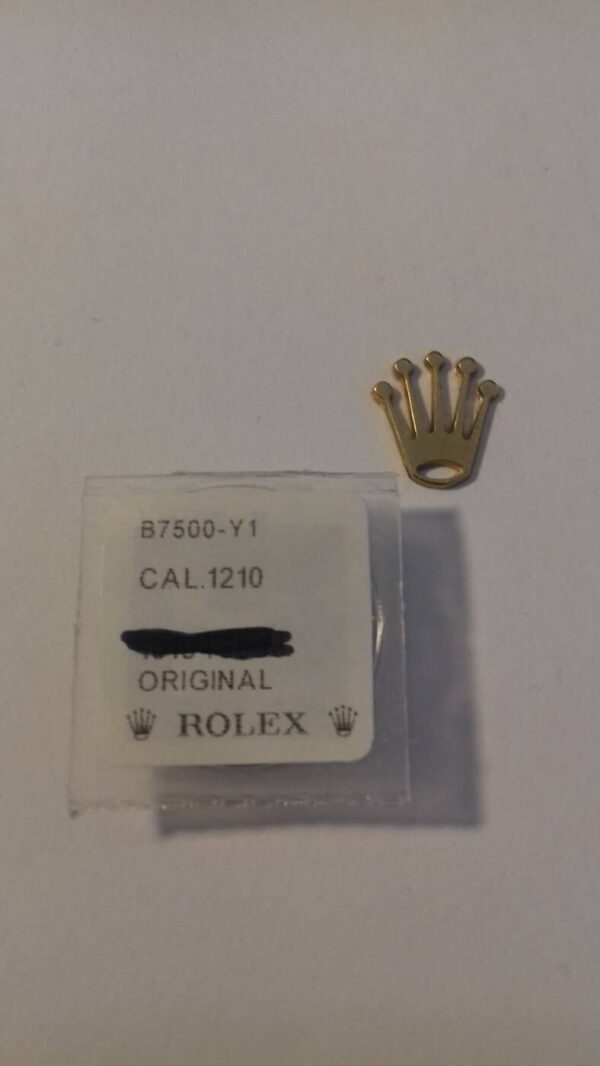 B7500-Y1
CAL.1210
ORIGINAL
ROLEX